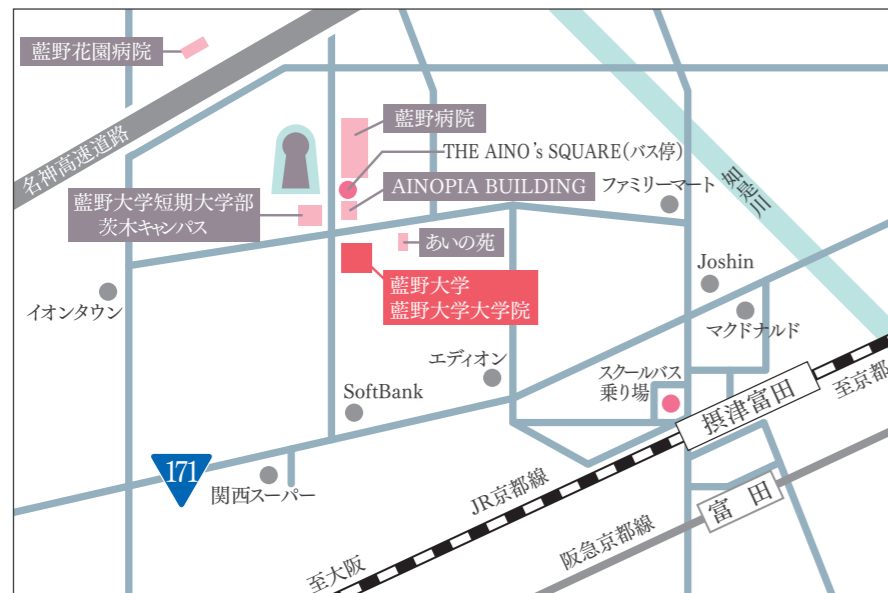 藍野花園病院
名神高速道路
藍野病院
THE AINO's SQUARE(バス停)
AINOPIA BUILDING
ファミリーマート
如是川
藍野大学短期大学部
茨木キャンパス
あいの苑
藍野大学
藍野大学大学院
Joshin
マクドナルド
イオンタウン
エディオン
スクールバス
乗り場
SoftBank
摂津富田
至京都
171
関西スーパー
JR京都線
富田
阪急京都線
至大阪